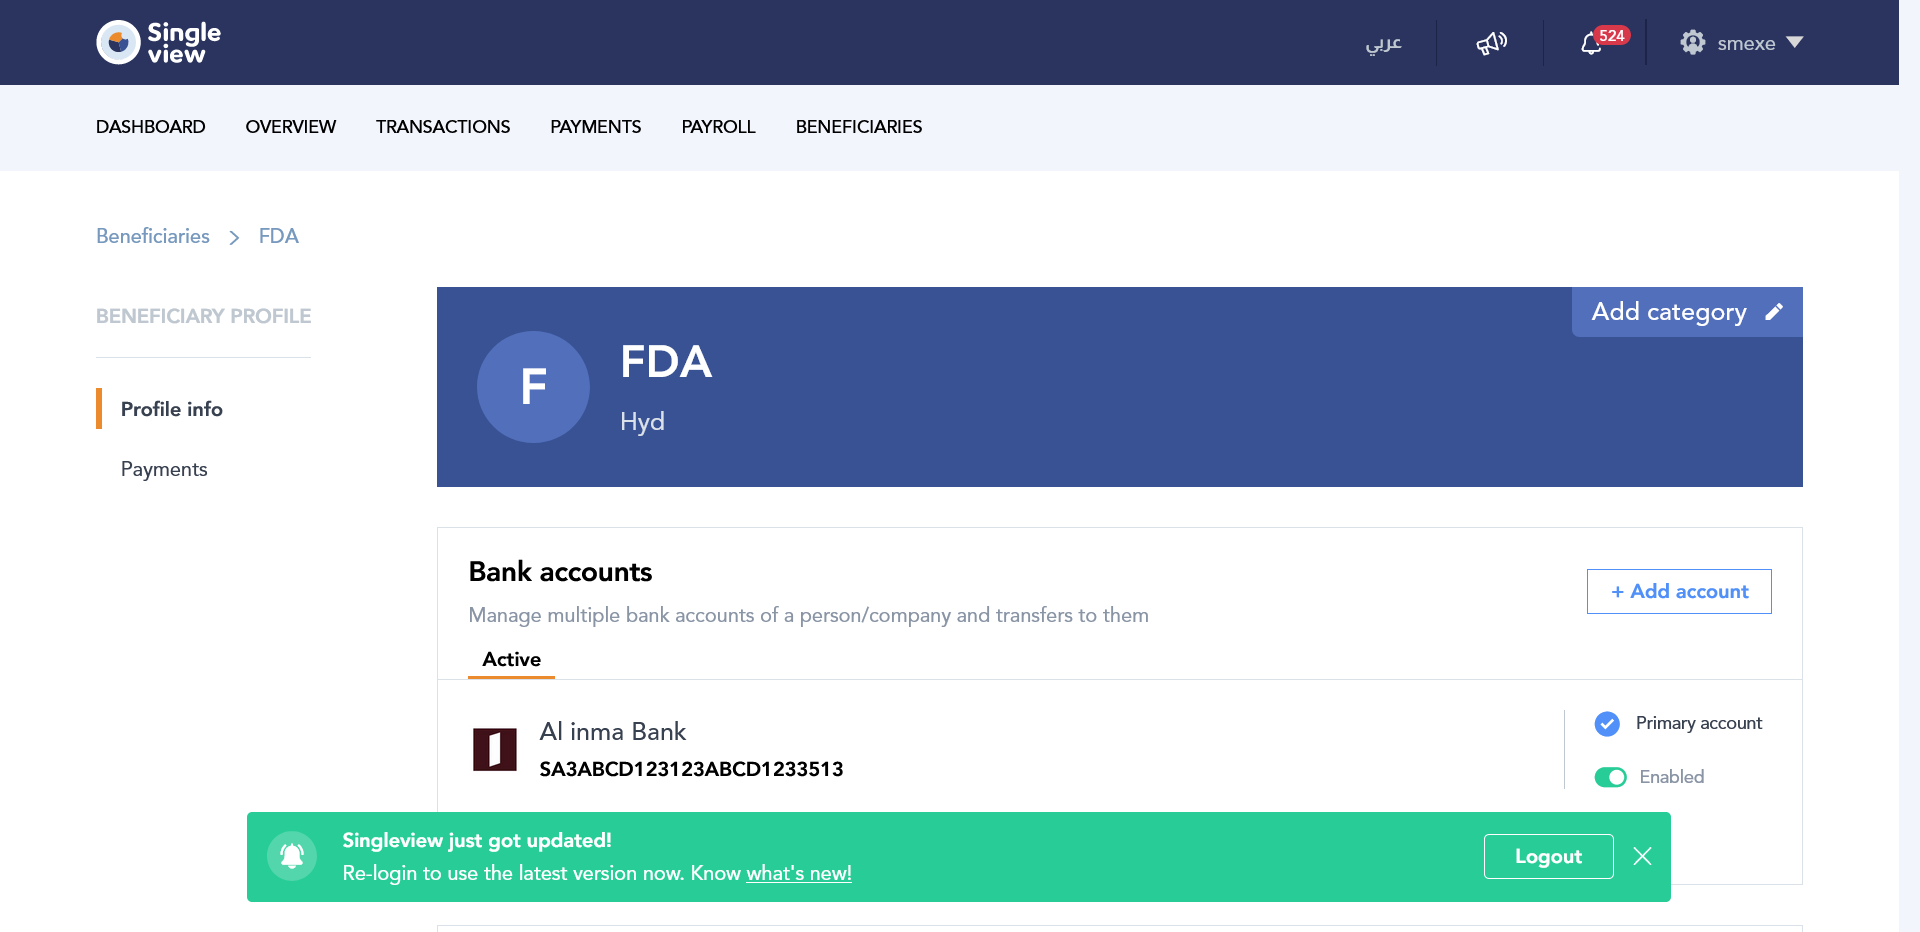 Single
view
عربي
524
smexe
DASHBOARD OVERVIEW TRANSACTIONS PAYMENTS PAYROLL BENEFICIARIES
Beneficiaries > FDA
BENEFICIARY PROFILE
Profile info
Payments
Add category
F
FDA
Hyd
Bank accounts
Manage multiple bank accounts of a person/company and transfers to them
+ Add account
Active
Al inma Bank
SA3ABCD123123ABCD1233513
Primary account
Enabled
Singleview just got updated!
Re-login to use the latest version now. Know what's new!
Logout